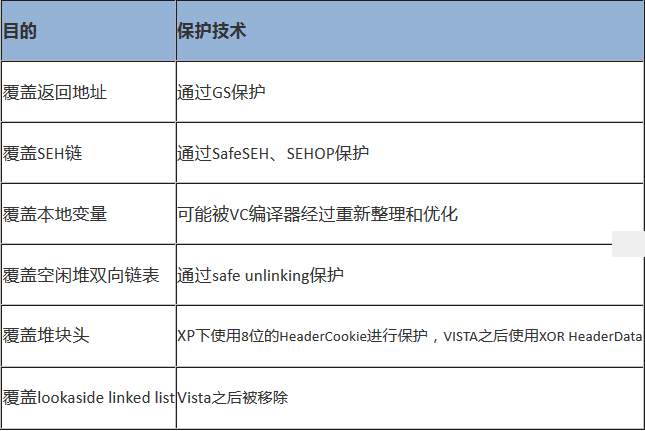 目的 保护技术
覆盖返回地址 通过GS保护
覆盖SEH链 通过SafeSEH、SEHOP保护
覆盖本地变量 可能被VC编译器经过重新整理和优化
覆盖空闲堆双向链表 通过safe unlinking保护
覆盖堆块头 XP下使用8位的HeaderCookie进行保护，VISTA之后使用XOR HeaderData
覆盖lookaside linked list Vista之后被移除